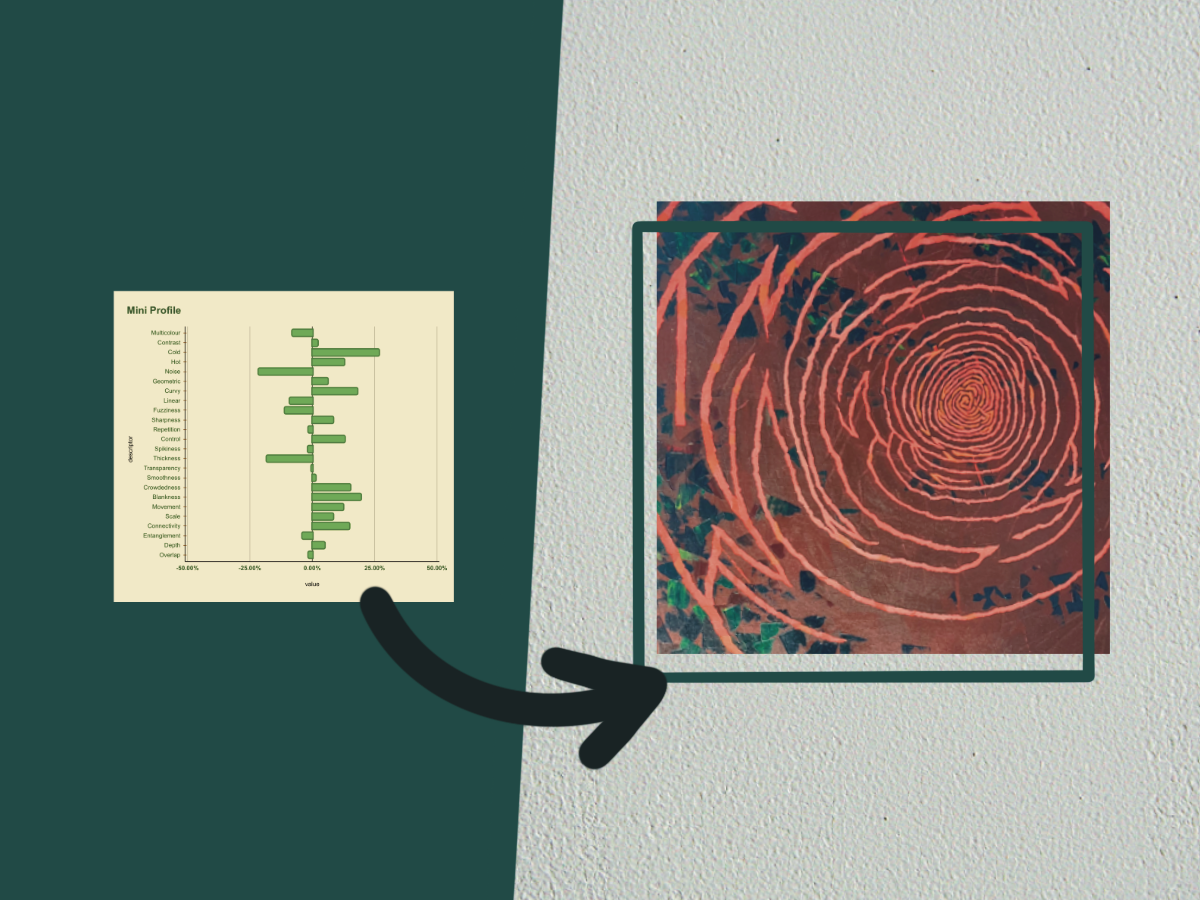 Mini Profile
Multicolour
Contrast
Cold
Hot
Noise
Geometric
Curvy
Linear
Fuzziness
Sharpness
Repetition
Control
Spikiness
Thickness
Transparency
Smoothness
Crowdedness
Blankness
Movement
Scale
Connectivity
Entanglement
Depth
Overlap
descriptor
-50.00% -25.00% 0.00% 25.00% 50.00%
value